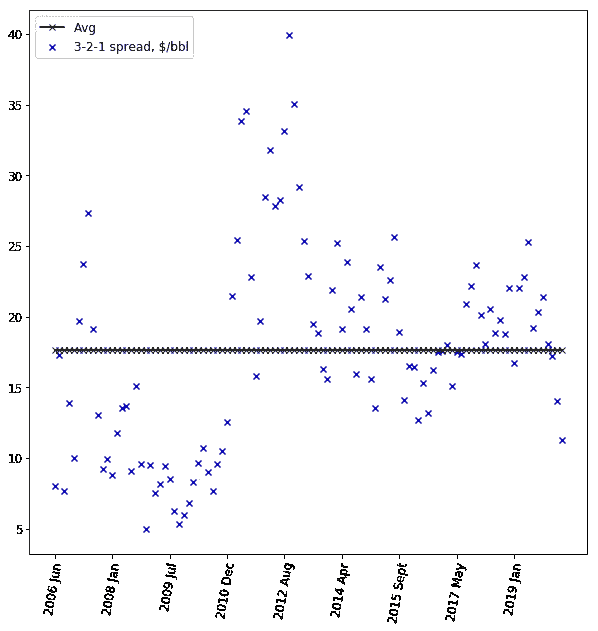 Avg
3-2-1 spread, $/bbl
40
35
30
25
20
15
10
5
2006 Jun
2008 Jan
2009 Jul
2010 Dec
2012 Aug
2014 Apr
2015 Sept
2017 May
2019 Jan